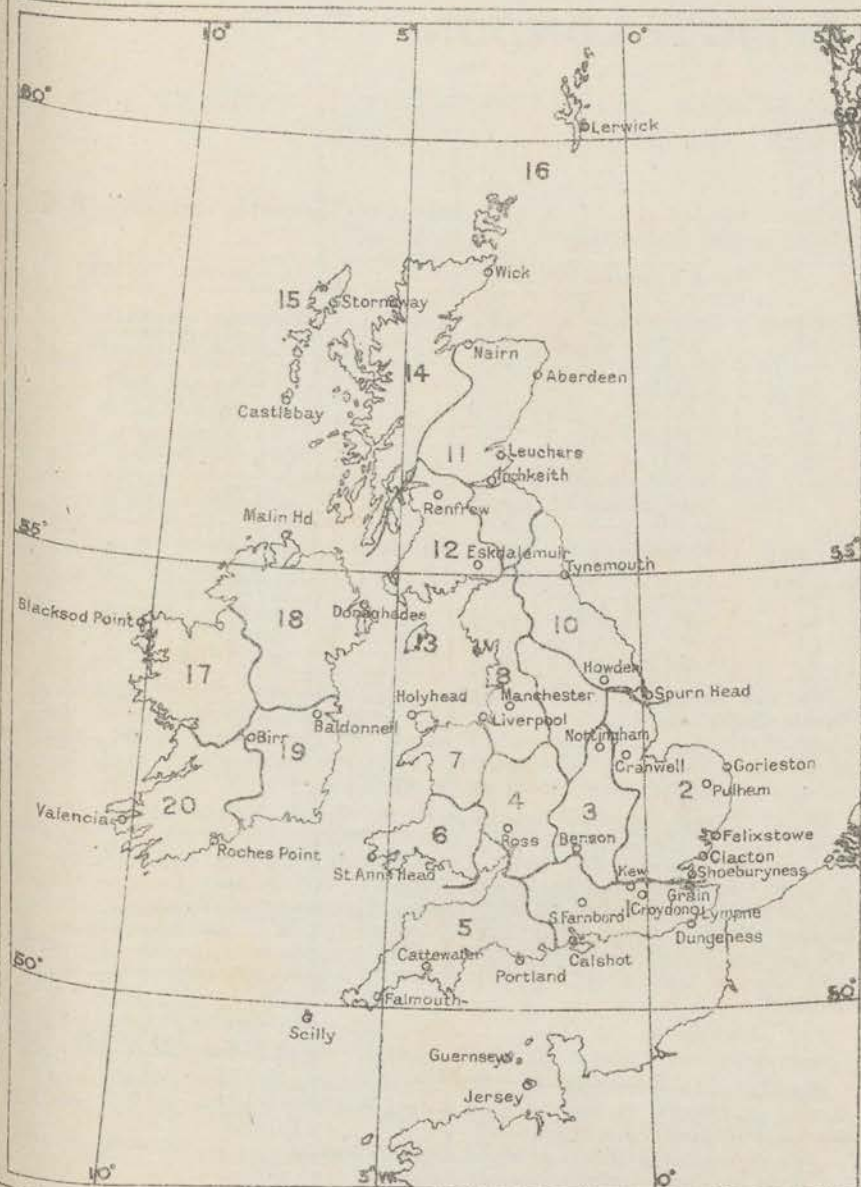 10° 5° 0° 5°
60°
Lerwick
16
Wick
15 Stornoway
Nairn
14
Aberdeen
Castlebay
11 Leuchars
Inchkeith
Renfrew
Malin Hd
55° 55°
12 Eskdalemuir
Tynemouth
Blacksod Point
18 Donaghadee
13 10
17
Howden
8 Spurn Head
Holyhead Manchester
Baldonnel Liverpool
Birr Nottingham
19 Cranwell
7 Gorleston
2 Pulham
20 4 3
Valencia
6 Ross Benson Felixstowe
Roches Point Clacton
St. Anns Head Kew Shoeburyness
Grain
S. Farnboro Croydon Lympne
5 Dungeness
Cattewater Calshot
Portland
50° 50°
Falmouth
Scilly
Guernsey
Jersey
10° 5° W. 0°